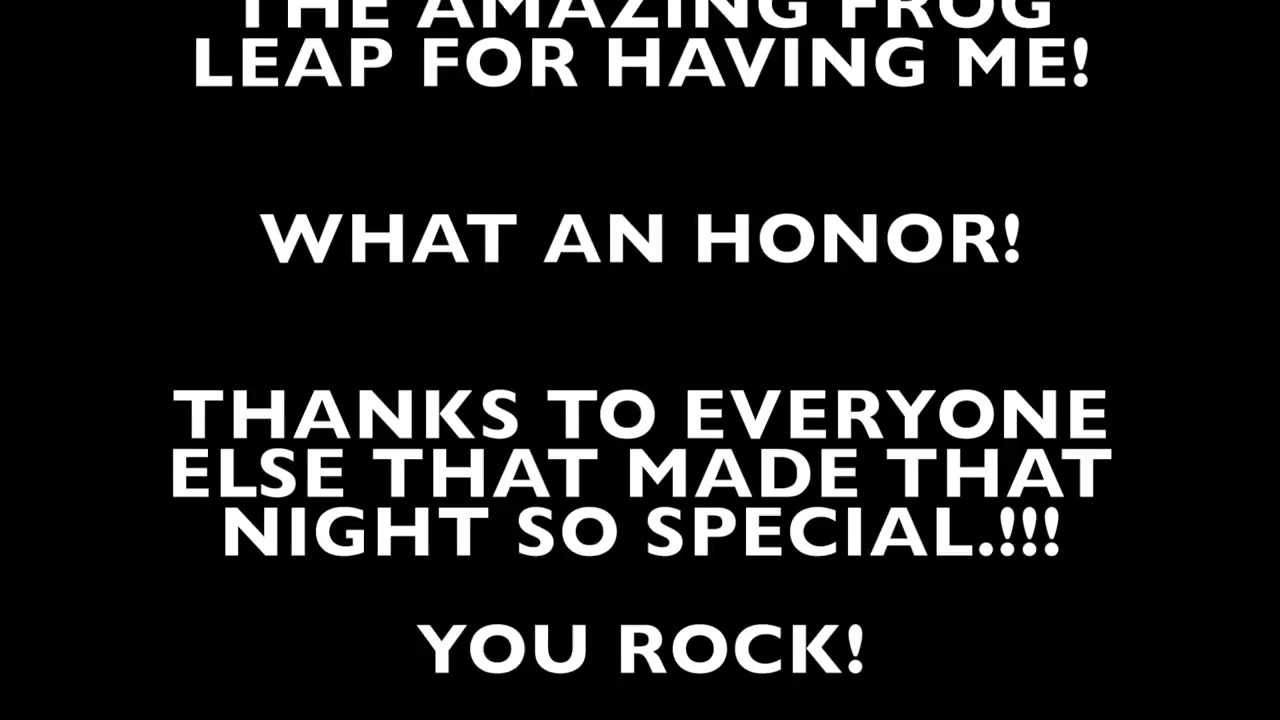 THE AMAZING FROG
LEAP FOR HAVING ME!
WHAT AN HONOR!
THANKS TO EVERYONE
ELSE THAT MADE THAT
NIGHT SO SPECIAL.!!!
YOU ROCK!